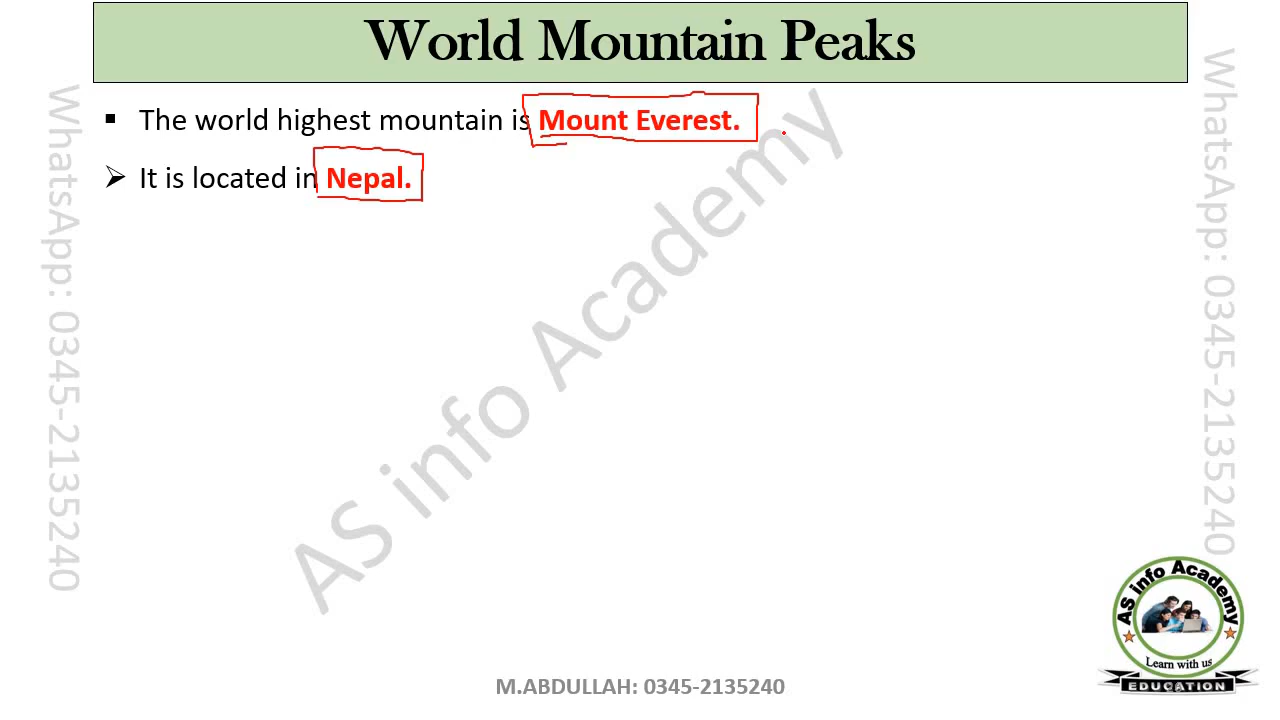 World Mountain Peaks
The world highest mountain is Mount Everest.
It is located in Nepal.
WhatsApp: 0345-2135240
AS info Academy
WhatsApp: 0345-2135240
AS info Academy
Learn with us
EDUCATION
M.ABDULLAH: 0345-2135240